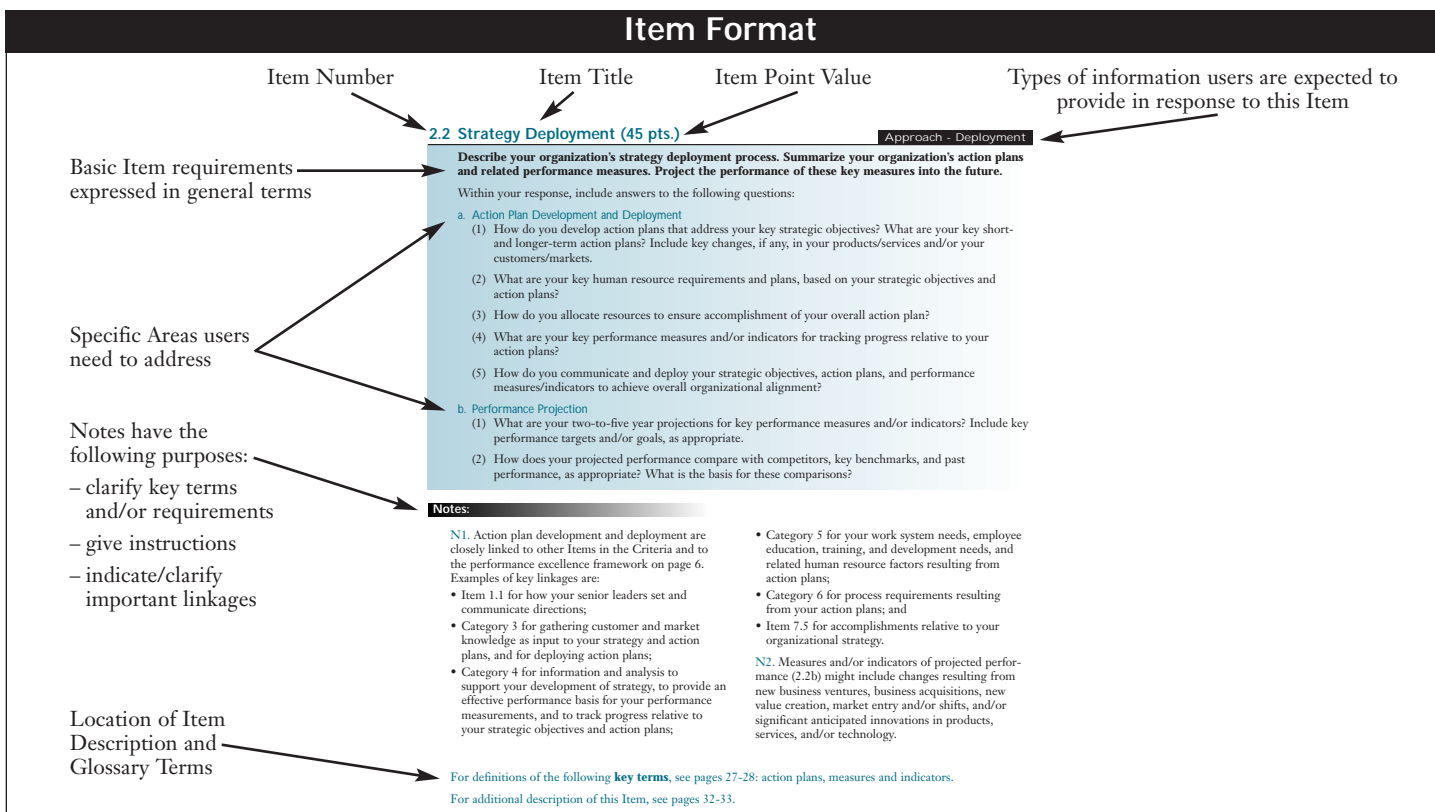 Item Format
Item Number
Item Title
Item Point Value
Types of information users are expected to
provide in response to this Item
2.2 Strategy Deployment (45 pts.)
Approach - Deployment
Basic Item requirements
expressed in general terms
Describe your organization's strategy deployment process. Summarize your organization's action plans
and related performance measures. Project the performance of these key measures into the future.
Within your response, include answers to the following questions:
a. Action Plan Development and Deployment
(1) How do you develop action plans that address your key strategic objectives? What are your key short-
and longer-term action plans? Include key changes, if any, in your products/services and/or your
customers/markets.
(2) What are your key human resource requirements and plans, based on your strategic objectives and
action plans?
(3) How do you allocate resources to ensure accomplishment of your overall action plan?
(4) What are your key performance measures and/or indicators for tracking progress relative to your
action plans?
(5) How do you communicate and deploy your strategic objectives, action plans, and performance
measures/indicators to achieve overall organizational alignment?
Specific Areas users
need to address
b. Performance Projection
(1) What are your two-to-five year projections for key performance measures and/or indicators? Include key
performance targets and/or goals, as appropriate.
(2) How does your projected performance compare with competitors, key benchmarks, and past
performance, as appropriate? What is the basis for these comparisons?
Notes have the
following purposes:
– clarify key terms
and/or requirements
– give instructions
– indicate/clarify
important linkages
Notes:
N1. Action plan development and deployment are
closely linked to other Items in the Criteria and to
the performance excellence framework on page 6.
Examples of key linkages are:
• Item 1.1 for how your senior leaders set and
communicate directions;
• Category 3 for gathering customer and market
knowledge as input to your strategy and action
plans, and for deploying action plans;
• Category 4 for information and analysis to
support your development of strategy, to provide an
effective performance basis for your performance
measurements, and to track progress relative to
your strategic objectives and action plans;
• Category 5 for your work system needs, employee
education, training, and development needs, and
related human resource factors resulting from
action plans;
• Category 6 for process requirements resulting
from your action plans; and
• Item 7.5 for accomplishments relative to your
organizational strategy.
N2. Measures and/or indicators of projected perfor-
mance (2.2b) might include changes resulting from
new business ventures, business acquisitions, new
value creation, market entry and/or shifts, and/or
significant anticipated innovations in products,
services, and/or technology.
Location of Item
Description and
Glossary Terms
For definitions of the following key terms, see pages 27-28: action plans, measures and indicators.
For additional description of this Item, see pages 32-33.